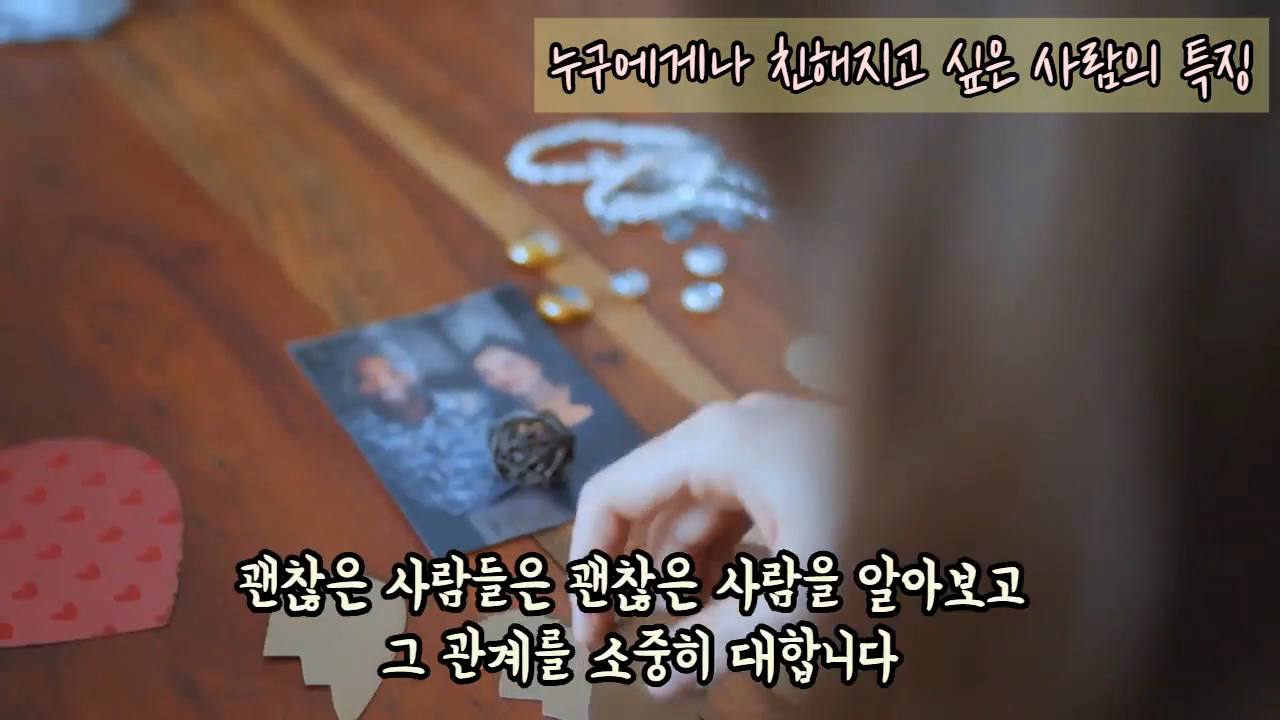 누구에게나 친해지고 싶은 사람의 특징
괜찮은 사람들은 괜찮은 사람을 알아보고
그 관계를 소중히 대합니다